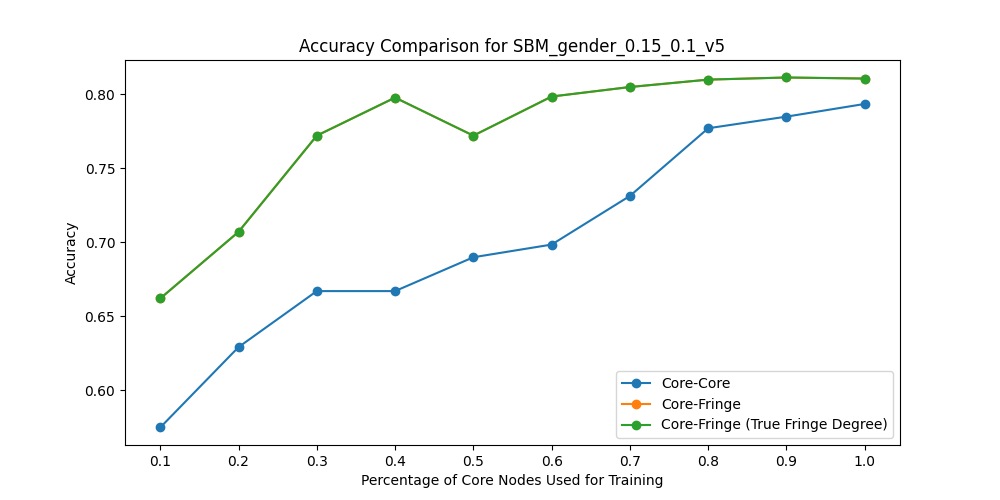 Accuracy Comparison for SBM_gender_0.15_0.1_v5
Accuracy
0.80
0.75
0.70
0.65
0.60
Core-Core
Core-Fringe
Core-Fringe (True Fringe Degree)
0.1 0.2 0.3 0.4 0.5 0.6 0.7 0.8 0.9 1.0
Percentage of Core Nodes Used for Training